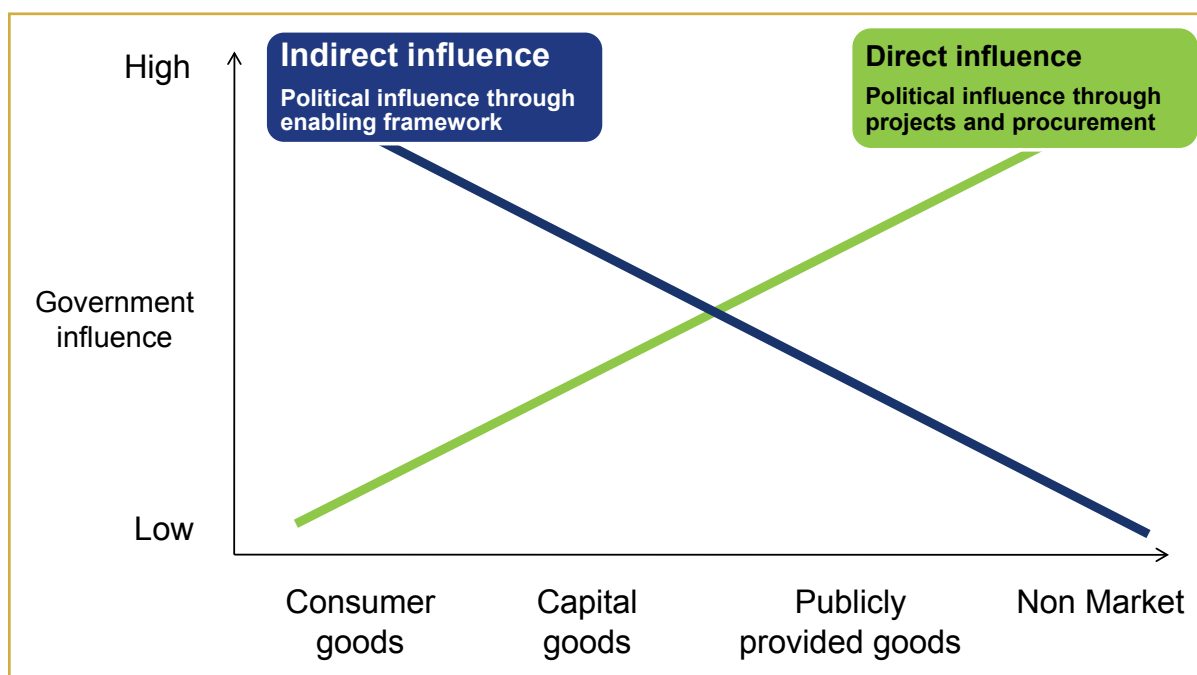 High
Indirect influence
Political influence through
enabling framework
Direct influence
Political influence through
projects and procurement
Government
influence
Low
Consumer
goods
Capital
goods
Publicly
provided goods
Non Market